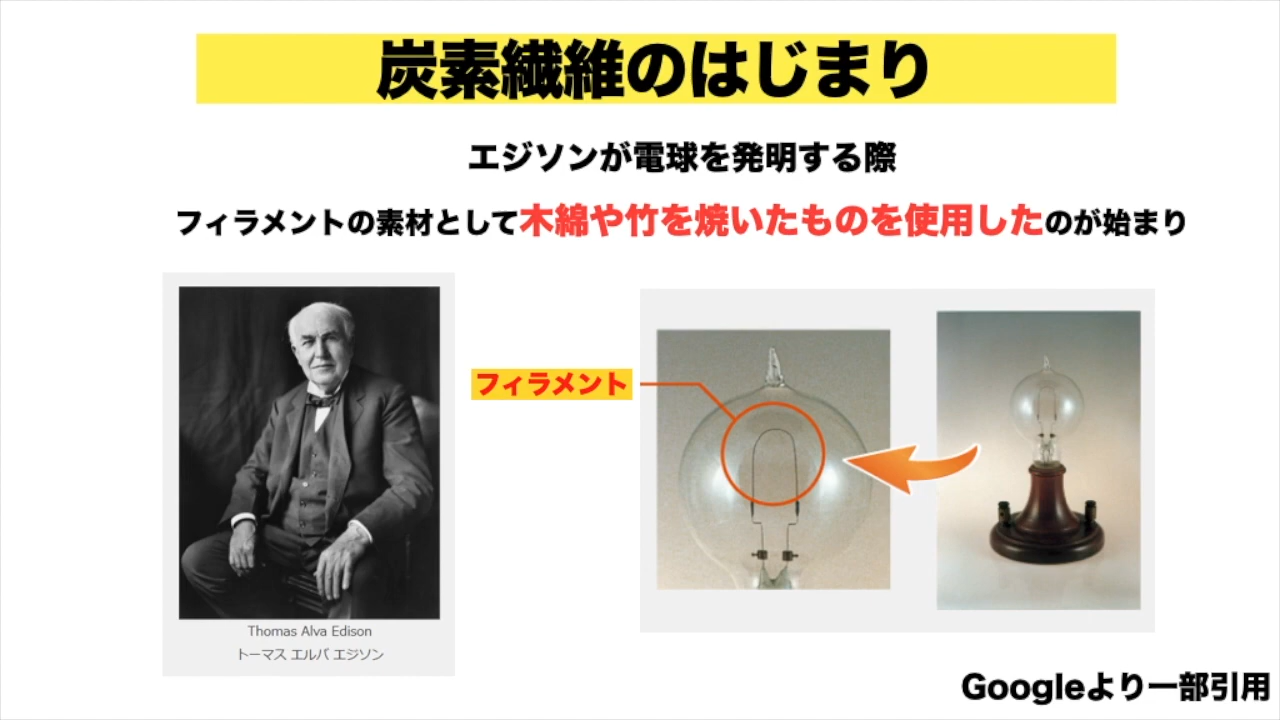 炭素繊維のはじまり
エジソンが電球を発明する際
フィラメントの素材として木綿や竹を焼いたものを使用したのが始まり
フィラメント
Thomas Alva Edison
トーマス エルバ エジソン
Googleより一部引用